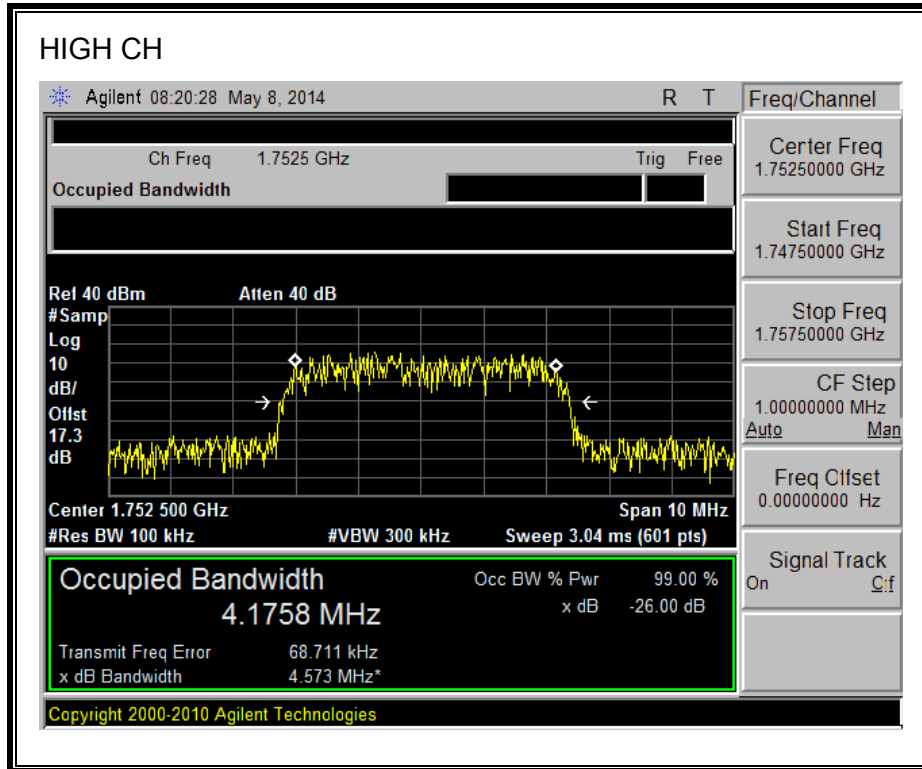 HIGH CH
Agilent 08:20:28 May 8, 2014 R T
Freq/Channel
Ch Freq 1.7525 GHz Trig Free
Occupied Bandwidth
Center Freq
1.75250000 GHz
Start Freq
1.74750000 GHz
Stop Freq
1.75750000 GHz
CF Step
1.00000000 MHz
Auto Man
Freq Offset
0.00000000 Hz
Signal Track
On Off
Ref 40 dBm Atten 40 dB
#Samp
Log
10
dB/
Offst
17.3
dB
Center 1.752 500 GHz Span 10 MHz
#Res BW 100 kHz #VBW 300 kHz Sweep 3.04 ms (601 pts)
Occupied Bandwidth
4.1758 MHz
Occ BW % Pwr 99.00 %
x dB -26.00 dB
Transmit Freq Error 68.711 kHz
x dB Bandwidth 4.573 MHz*
Copyright 2000-2010 Agilent Technologies